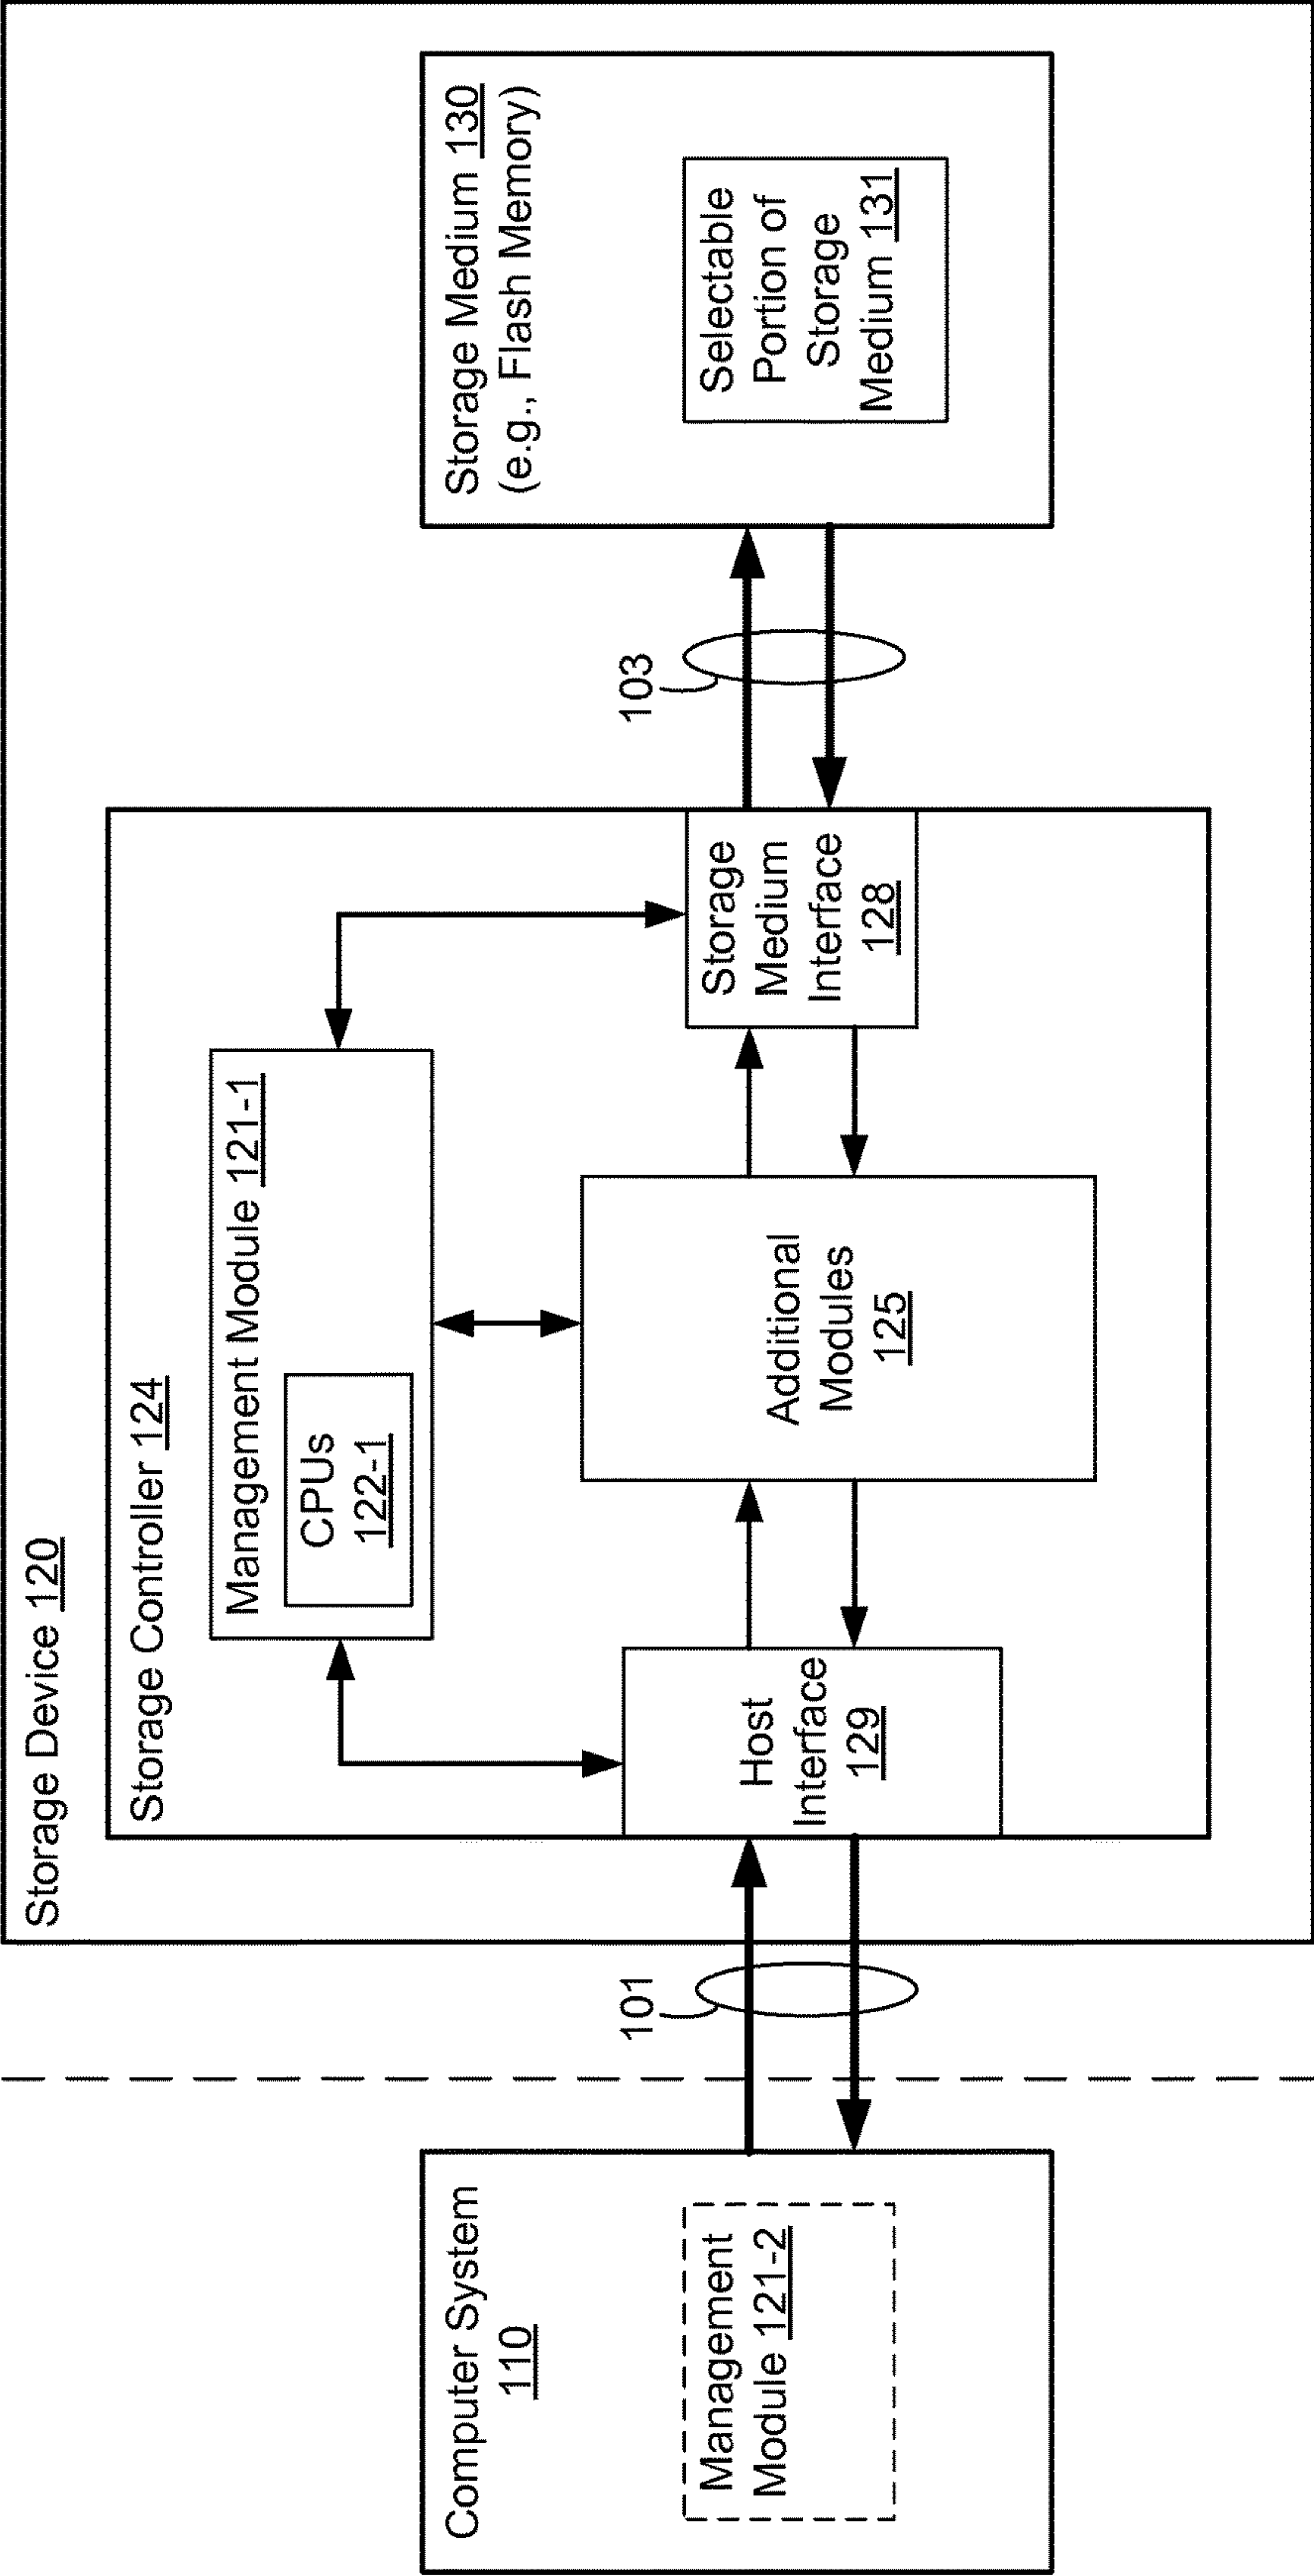 Storage Device 120
Storage Controller 124
Management Module 121-1
CPUs
122-1
Computer System
110
Management
Module 121-2
101
Host
Interface
129
Additional
Modules
125
Storage
Medium
Interface
128
103
Storage Medium 130
(e.g., Flash Memory)
Selectable
Portion of
Storage
Medium 131